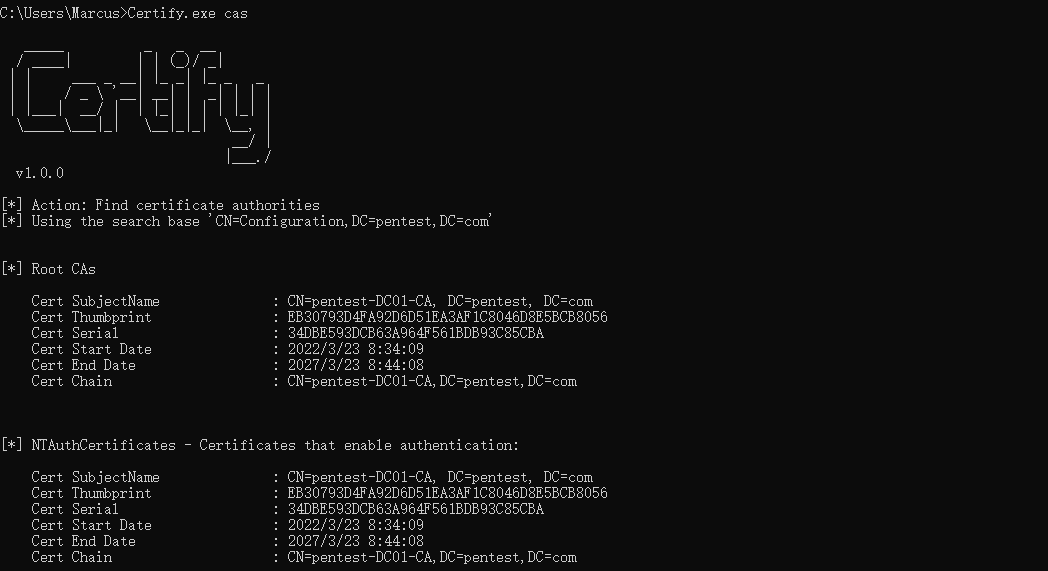 C:\Users\Marcus>Certify.exe cas
Certify
v1.0.0
[*] Action: Find certificate authorities
[*] Using the search base 'CN=Configuration,DC=pentest,DC=com'
[*] Root CAs
Cert SubjectName : CN=pentest-DC01-CA, DC=pentest, DC=com
Cert Thumbprint : EB30793D4FA92D6D51EA3AF1C8046D8E5BCB8056
Cert Serial : 34DBE593DCB63A964F561BDB93C85CBA
Cert Start Date : 2022/3/23 8:34:09
Cert End Date : 2027/3/23 8:44:08
Cert Chain : CN=pentest-DC01-CA,DC=pentest,DC=com
[*] NTAuthCertificates - Certificates that enable authentication:
Cert SubjectName : CN=pentest-DC01-CA, DC=pentest, DC=com
Cert Thumbprint : EB30793D4FA92D6D51EA3AF1C8046D8E5BCB8056
Cert Serial : 34DBE593DCB63A964F561BDB93C85CBA
Cert Start Date : 2022/3/23 8:34:09
Cert End Date : 2027/3/23 8:44:08
Cert Chain : CN=pentest-DC01-CA,DC=pentest,DC=com